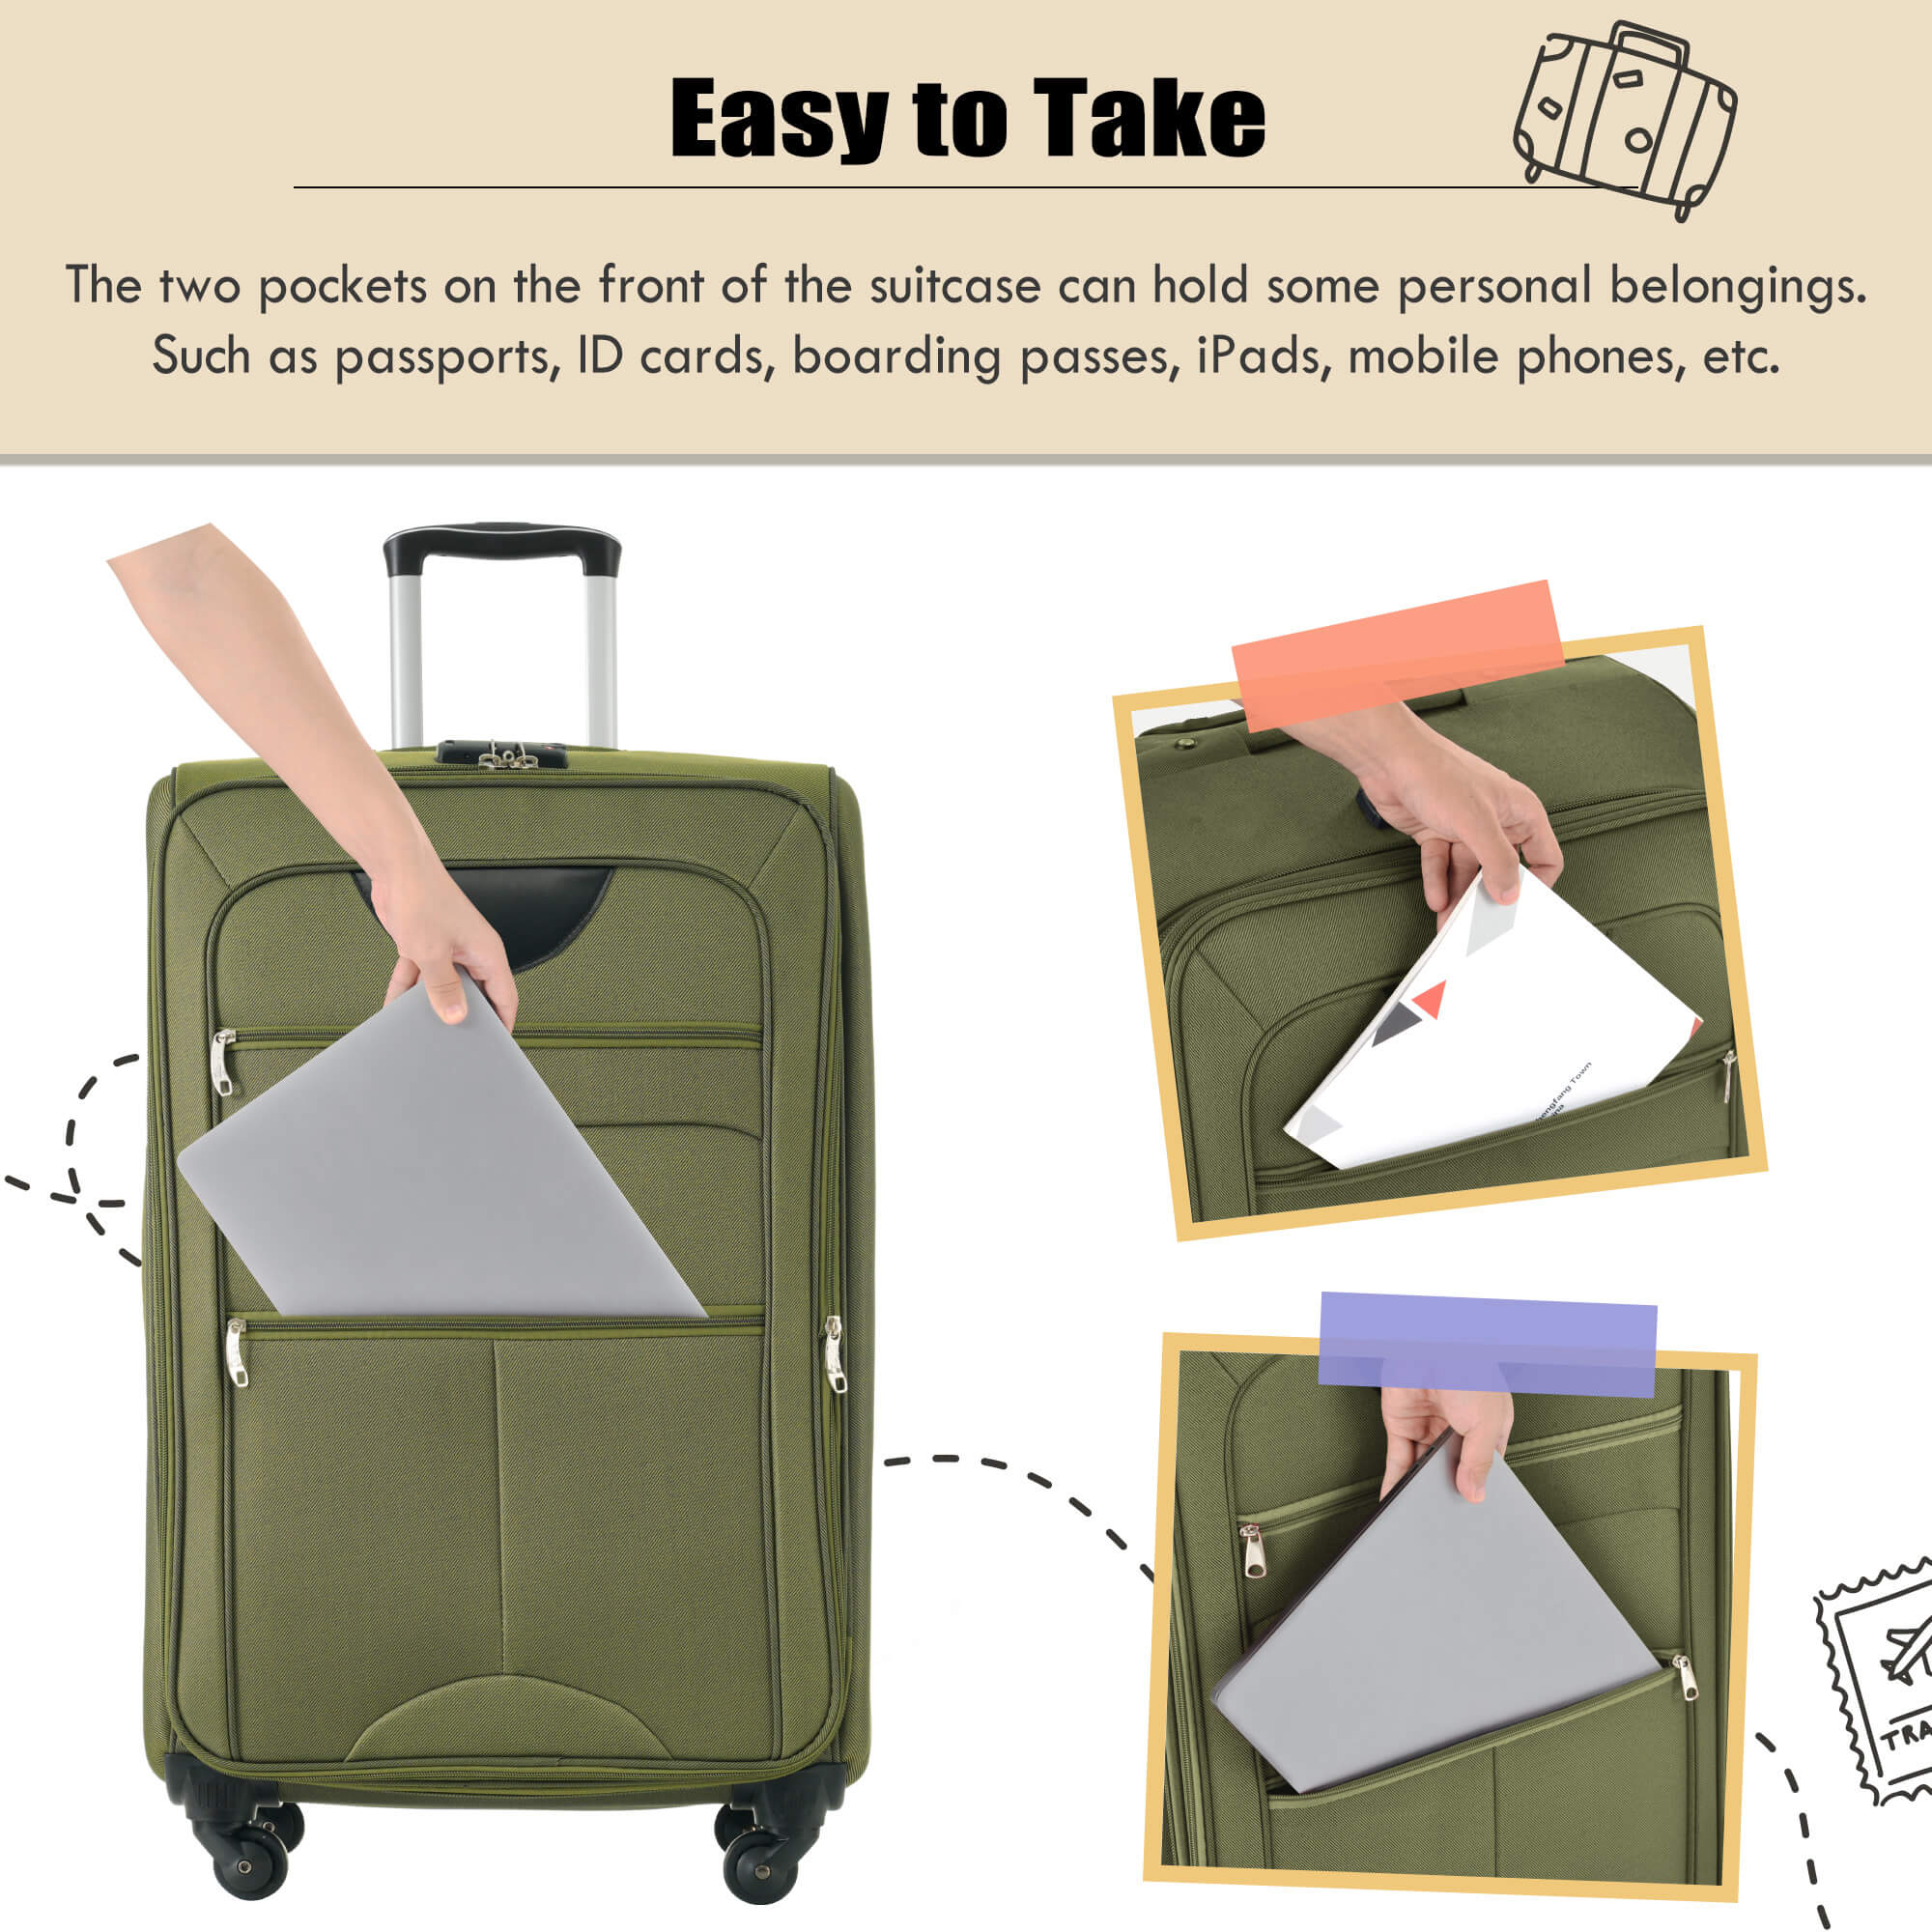 Easy to Take
The two pockets on the front of the suitcase can hold some personal belongings.
Such as passports, ID cards, boarding passes, iPads, mobile phones, etc.
Town